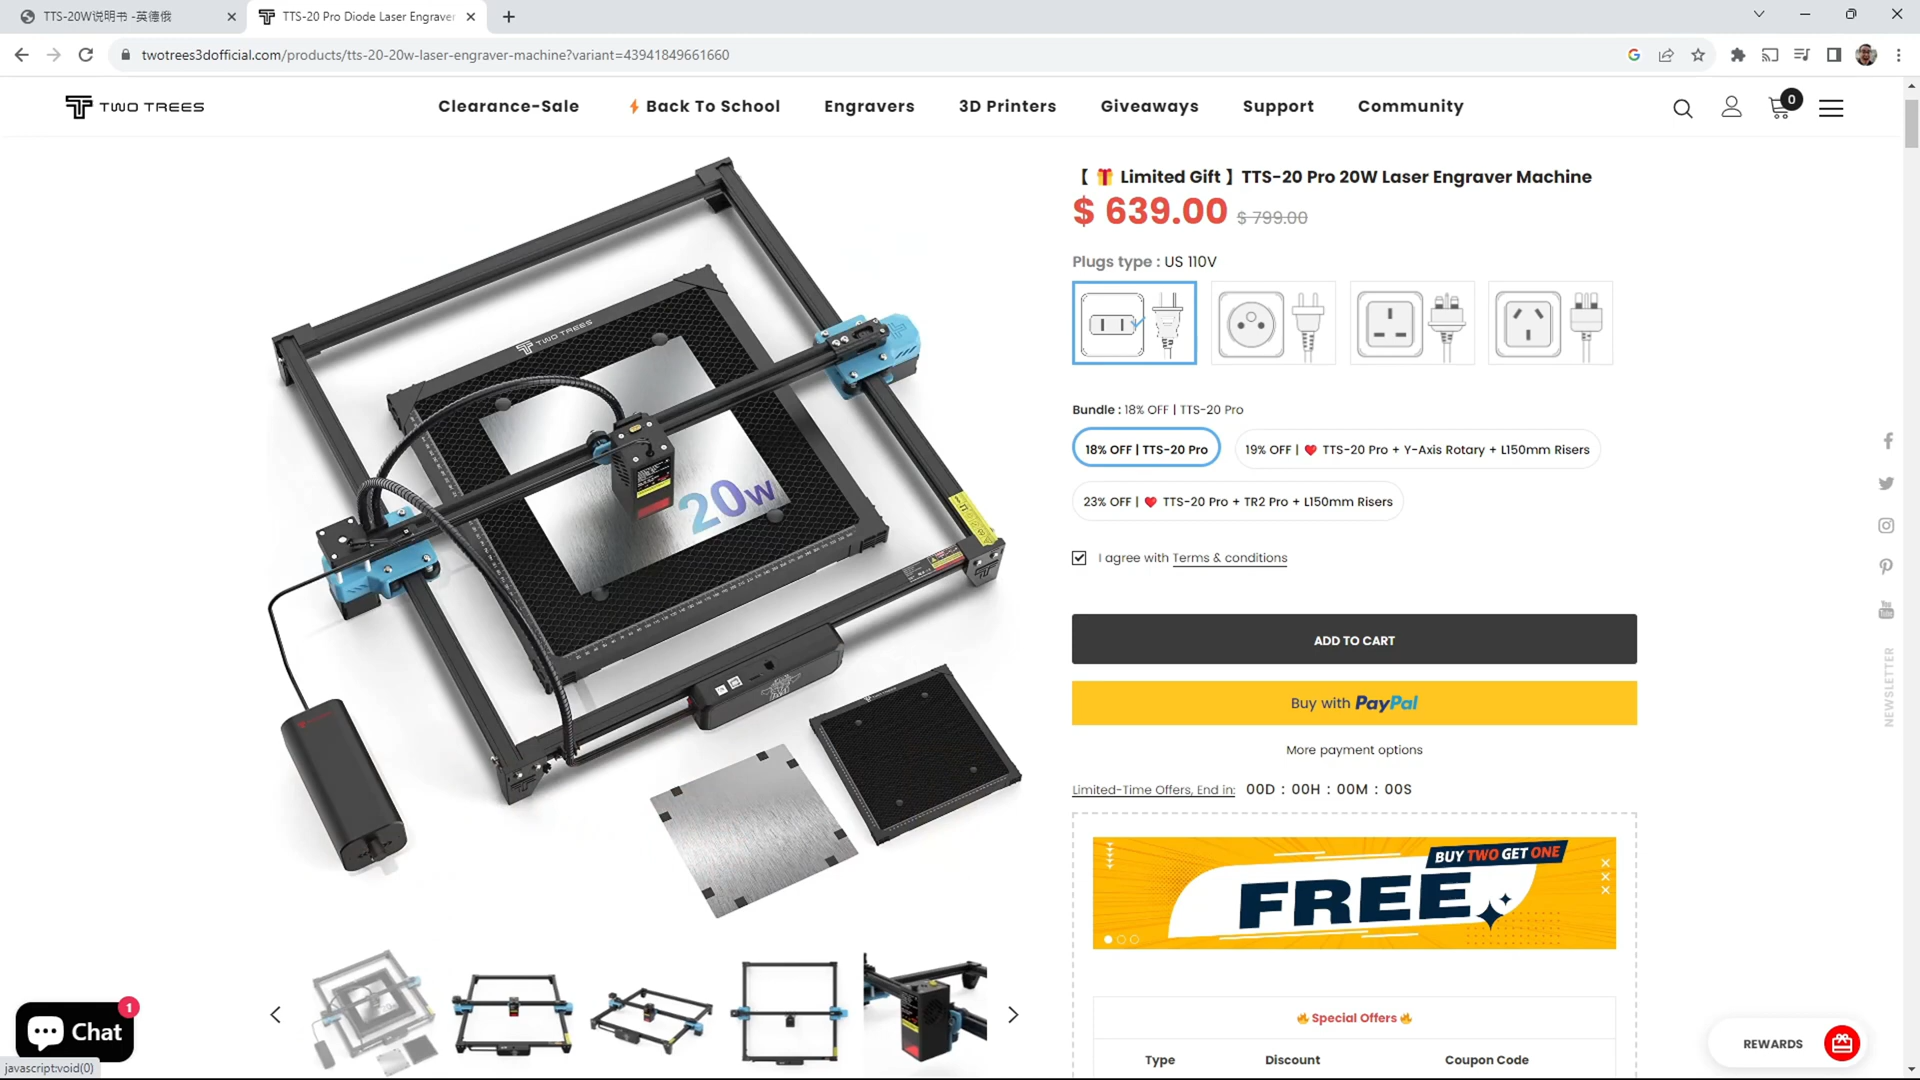 TTS-20W说明书 -英德俄
TTS-20 Pro Diode Laser Engraver
twotrees3dofficial.com/products/tts-20-20w-laser-engraver-machine?variant=43941849661660
TWO TREES
Clearance-Sale
Back To School
Engravers
3D Printers
Giveaways
Support
Community
0
【 Limited Gift 】TTS-20 Pro 20W Laser Engraver Machine
$ 639.00 $ 799.00
Plugs type : US 110V
Bundle : 18% OFF | TTS-20 Pro
18% OFF | TTS-20 Pro
19% OFF | TTS-20 Pro + Y-Axis Rotary + L150mm Risers
23% OFF | TTS-20 Pro + TR2 Pro + L150mm Risers
I agree with Terms & conditions
ADD TO CART
Buy with PayPal
More payment options
Limited-Time Offers, End in: 00D : 00H : 00M : 00S
BUY TWO GET ONE
FREE
Special Offers
Type Discount Coupon Code
TWO TREES
20W
NEWSLETTER
REWARDS
Chat
1
javascript:void(0)